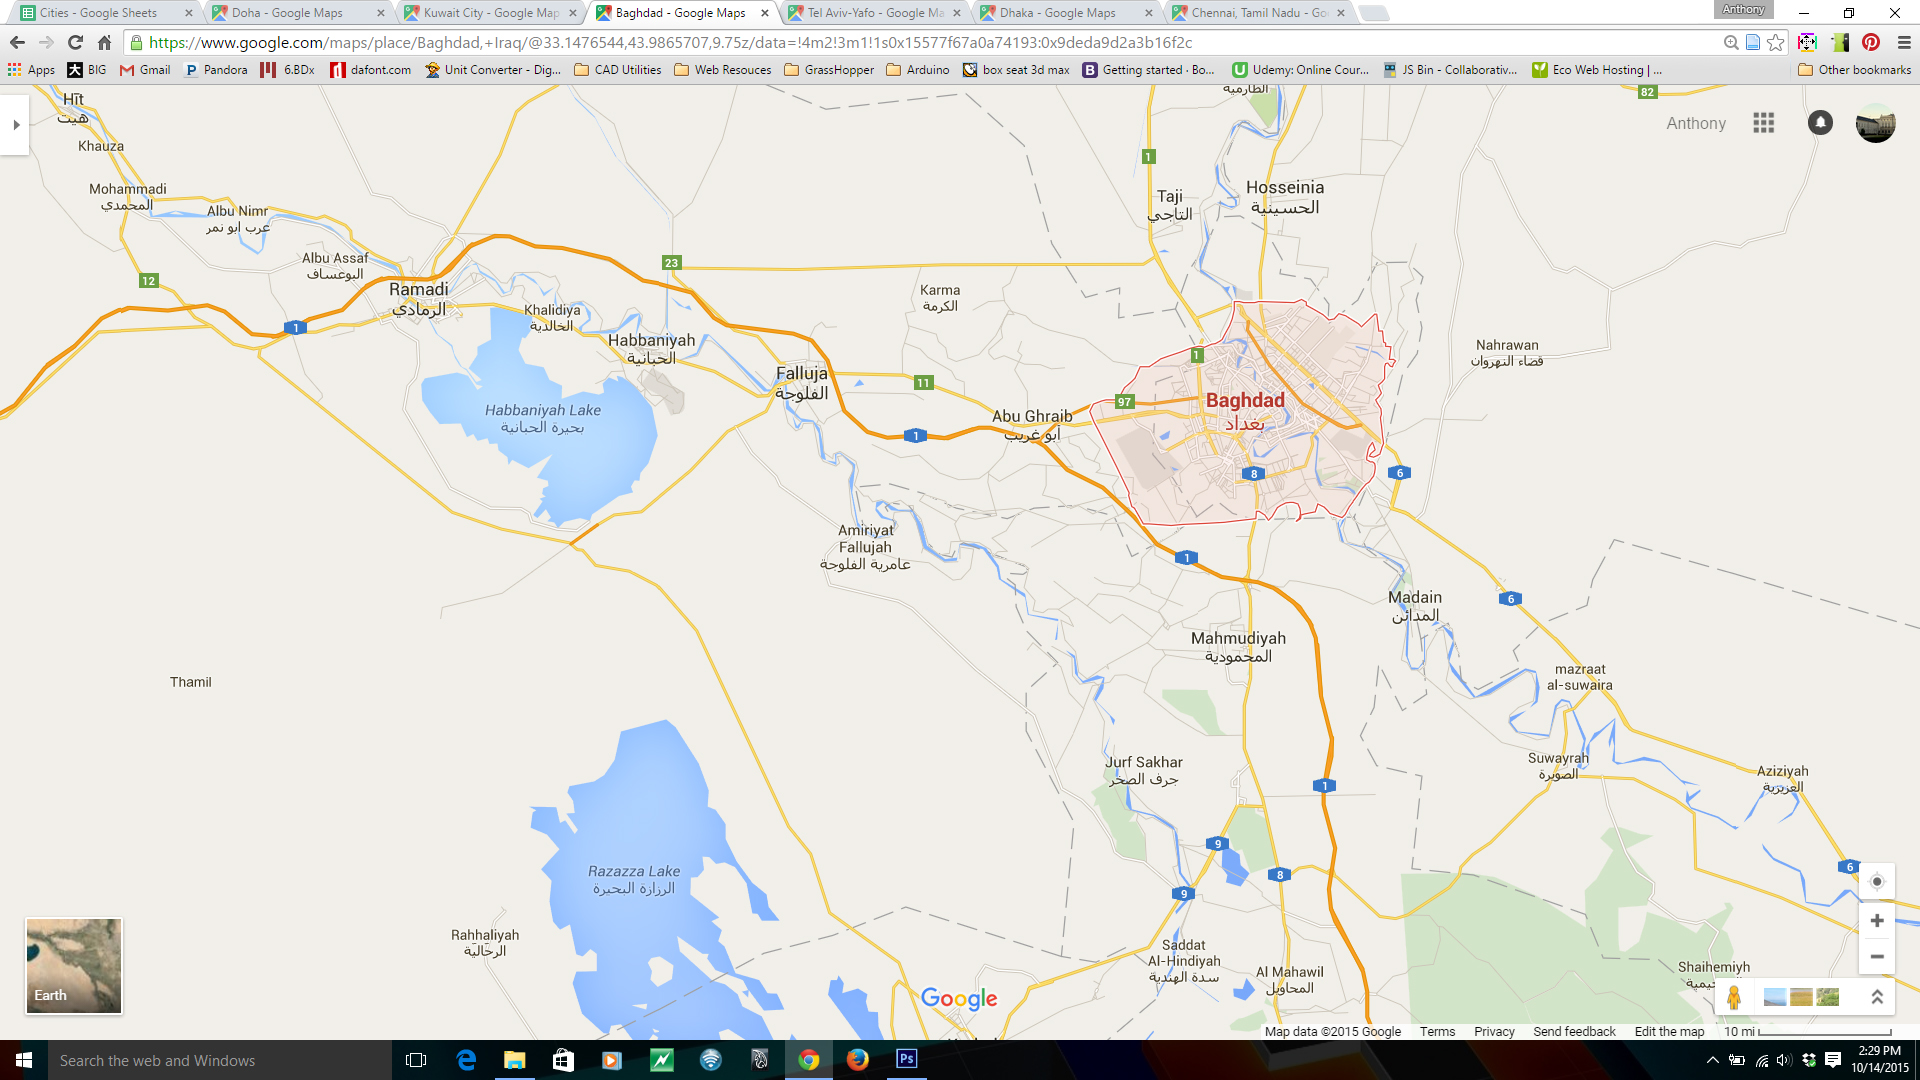 Anthony
Cities - Google Sheets
Doha - Google Maps
Kuwait City - Google Map
Baghdad - Google Maps
Tel Aviv-Yafo - Google Ma
Dhaka - Google Maps
Chennai, Tamil Nadu - Go
https://www.google.com/maps/place/Baghdad,+Iraq/@33.1476544,43.9865707,9.75z/data=!4m2!3m1!1s0x15577f67a0a74193:0x9deda9d2a3b16f2c
Apps
BIG
Gmail
Pandora
6.BDx
dafont.com
Unit Converter - Dig...
CAD Utilities
Web Resouces
GrassHopper
Arduino
box seat 3d max
Getting started · Bo...
Udemy: Online Cour...
JS Bin - Collaborativ...
Eco Web Hosting | ...
Other bookmarks
Hīt
هيت
الطارمية
82
Anthony
Khauza
1
Mohammadi
المحمدي
Albu Nimr
عرب ابو نمر
Taji
التاجي
Hosseinia
الحسينية
Albu Assaf
البوعساف
23
12
Ramadi
الرمادي
Karma
الكرمة
Khalidiya
الخالدية
1
Habbaniyah
الحبانية
Nahrawan
قضاء النهروان
1
Falluja
الفلوجة
11
97
Baghdad
بغداد
Habbaniyah Lake
بحيرة الحبانية
Abu Ghraib
أبو غريب
1
8
6
Amiriyat
Fallujah
عامرية الفلوجة
1
Madain
المدائن
6
Mahmudiyah
المحمودية
Thamil
mazraat
al-suwaira
Jurf Sakhar
جرف الصخر
Suwayrah
الصويرة
Aziziyah
العزيزية
1
9
6
Razazza Lake
الرزازة البحيرة
8
9
Rahhaliyah
الرحالية
Saddat
Al-Hindiyah
سدة الهندية
Al Mahawil
المحاويل
Shaihemiyh
Earth
Google
Map data ©2015 Google
Terms
Privacy
Send feedback
Edit the map
10 mi
Search the web and Windows
Ps
2:29 PM
10/14/2015